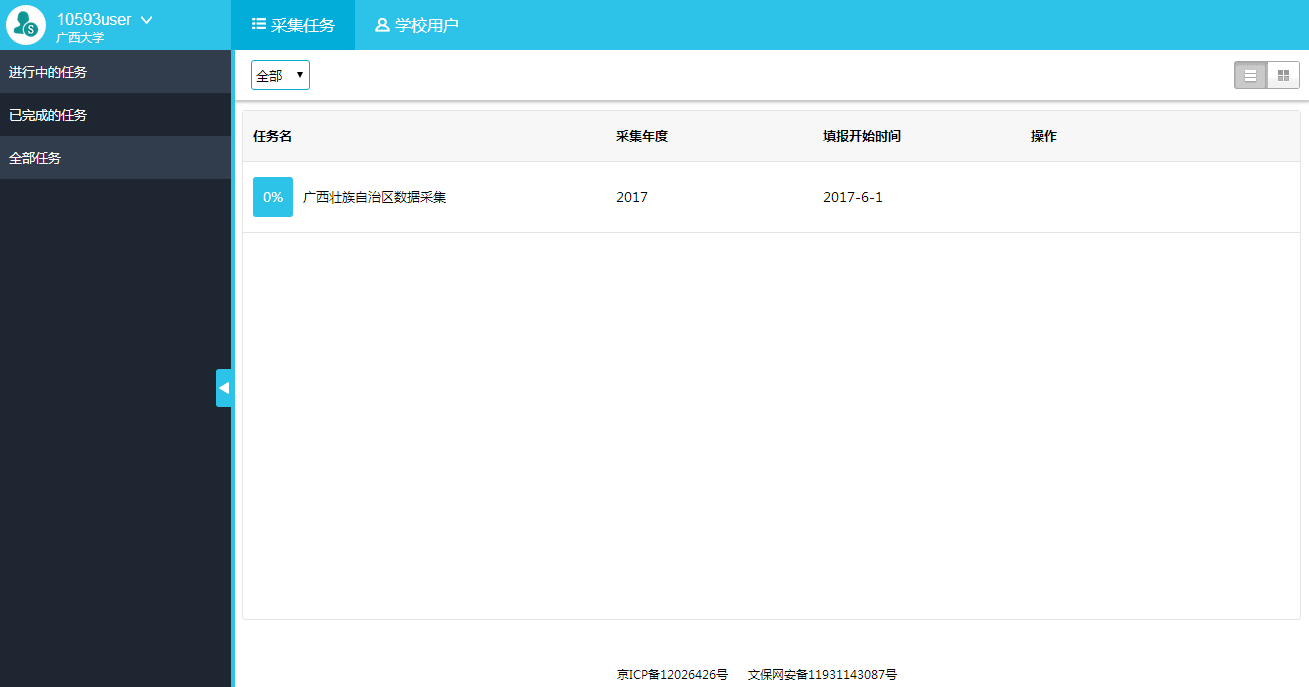 10593user
广西大学
采集任务
学校用户
进行中的任务
已完成的任务
全部任务
全部
任务名 采集年度 填报开始时间 操作
0% 广西壮族自治区数据采集 2017 2017-6-1
京ICP备12026426号 文保网安备11931143087号